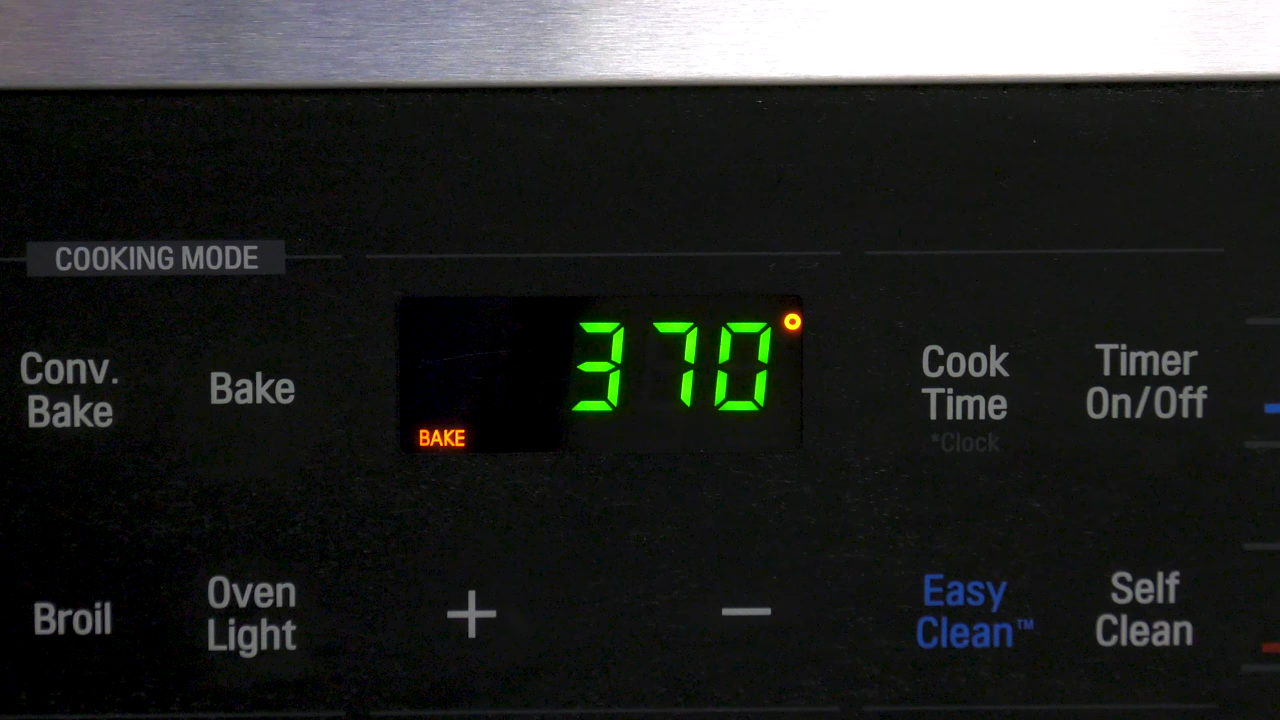 COOKING MODE
Conv.
Bake
Bake
370°
BAKE
Cook
Time
*Clock
Timer
On/Off
Broil
Oven
Light
+
−
Easy
Clean™
Self
Clean